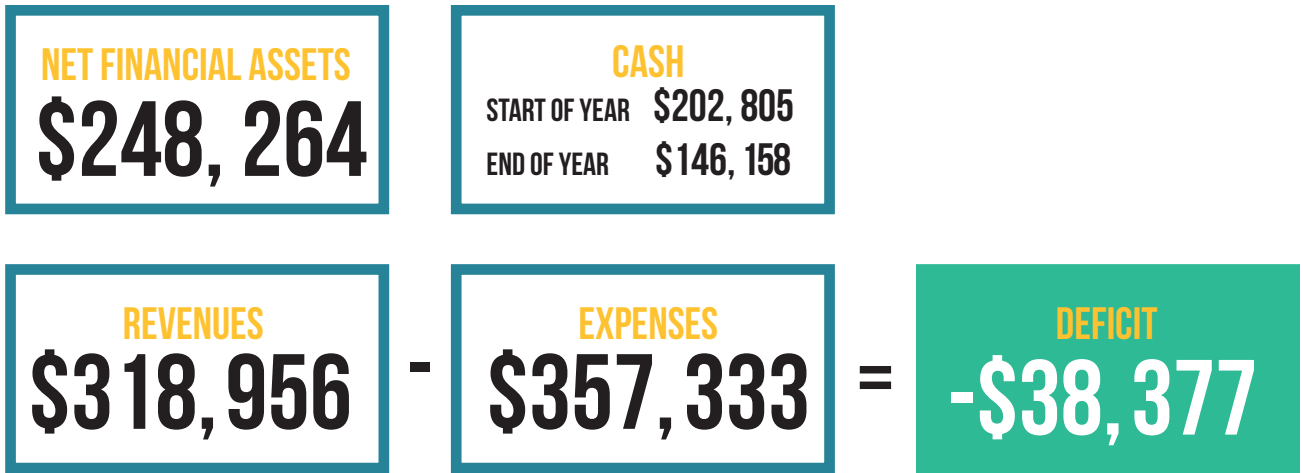 NET FINANCIAL ASSETS
$248, 264
CASH
START OF YEAR $202, 805
END OF YEAR $146, 158
REVENUES
$318, 956
-
EXPENSES
$357, 333
=
DEFICIT
-$38, 377